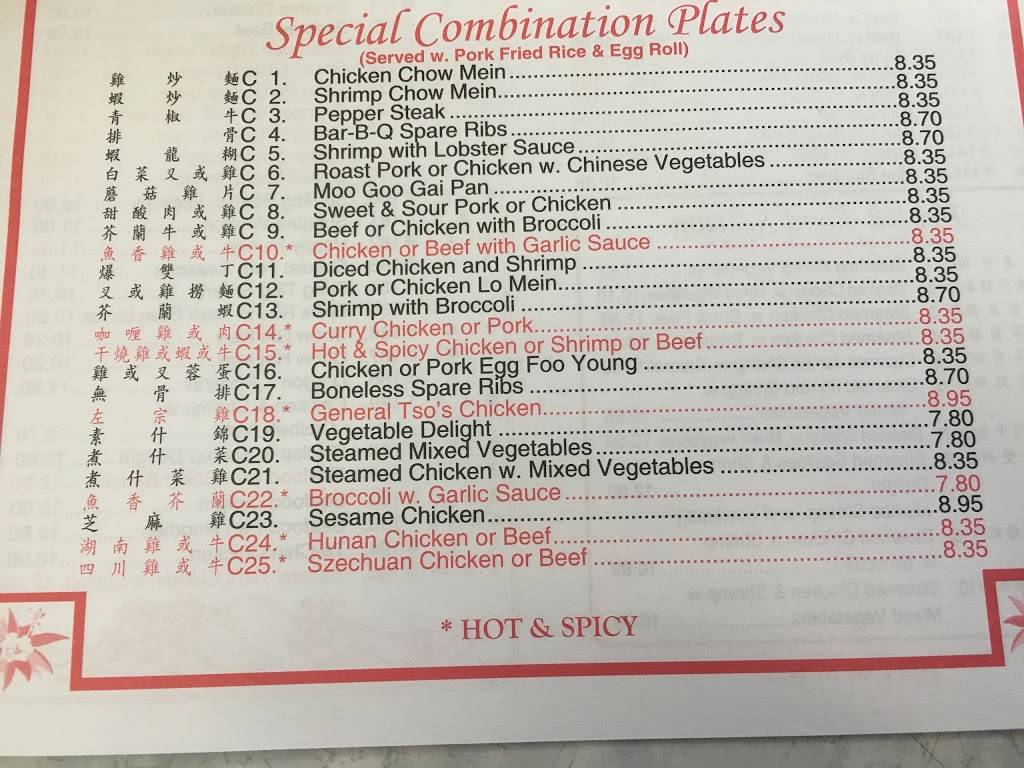 Special Combination Plates
(Served w. Pork Fried Rice & Egg Roll)
雞炒麵 C 1. Chicken Chow Mein 8.35
蝦炒麵 C 2. Shrimp Chow Mein 8.35
青椒牛 C 3. Pepper Steak 8.35
排骨 C 4. Bar-B-Q Spare Ribs 8.70
蝦龍糊 C 5. Shrimp with Lobster Sauce 8.70
白菜叉或雞 C 6. Roast Pork or Chicken w. Chinese Vegetables 8.35
蘑菇雞片 C 7. Moo Goo Gai Pan 8.35
甜酸肉或雞 C 8. Sweet & Sour Pork or Chicken 8.35
芥蘭牛或雞 C 9. Beef or Chicken with Broccoli 8.35
魚香雞或牛 C10.* Chicken or Beef with Garlic Sauce 8.35
爆雙丁 C11. Diced Chicken and Shrimp 8.35
叉或雞撈麵 C12. Pork or Chicken Lo Mein 8.35
芥蘭蝦 C13. Shrimp with Broccoli 8.70
咖喱雞或肉 C14.* Curry Chicken or Pork 8.35
干燒雞或蝦或牛 C15.* Hot & Spicy Chicken or Shrimp or Beef 8.35
雞或叉蓉蛋 C16. Chicken or Pork Egg Foo Young 8.35
無骨排 C17. Boneless Spare Ribs 8.70
左宗雞 C18.* General Tso's Chicken 8.95
素什錦 C19. Vegetable Delight 7.80
煮什菜 C20. Steamed Mixed Vegetables 7.80
煮什菜雞 C21. Steamed Chicken w. Mixed Vegetables 8.35
魚香芥蘭 C22.* Broccoli w. Garlic Sauce 7.80
芝麻雞 C23. Sesame Chicken 8.95
湖南雞或牛 C24.* Hunan Chicken or Beef 8.35
四川雞或牛 C25.* Szechuan Chicken or Beef 8.35
* HOT & SPICY